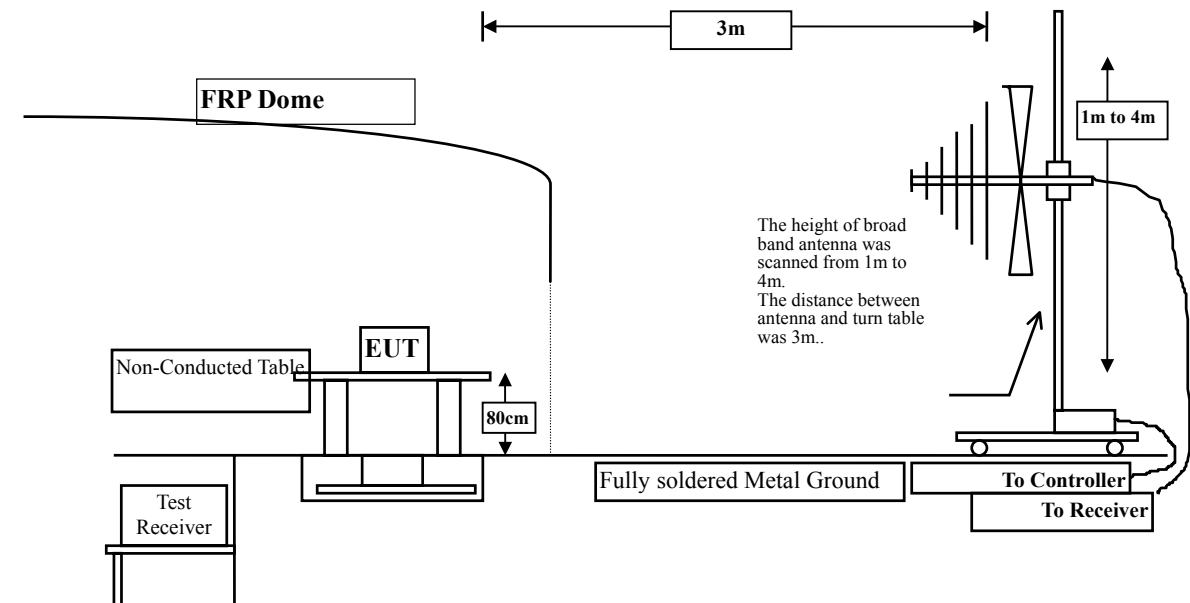 3m
FRP Dome
1m to 4m
The height of broad
band antenna was
scanned from 1m to
4m.
The distance between
antenna and turn table
was 3m..
EUT
Non-Conducted Table
80cm
Fully soldered Metal Ground
To Controller
To Receiver
Test
Receiver